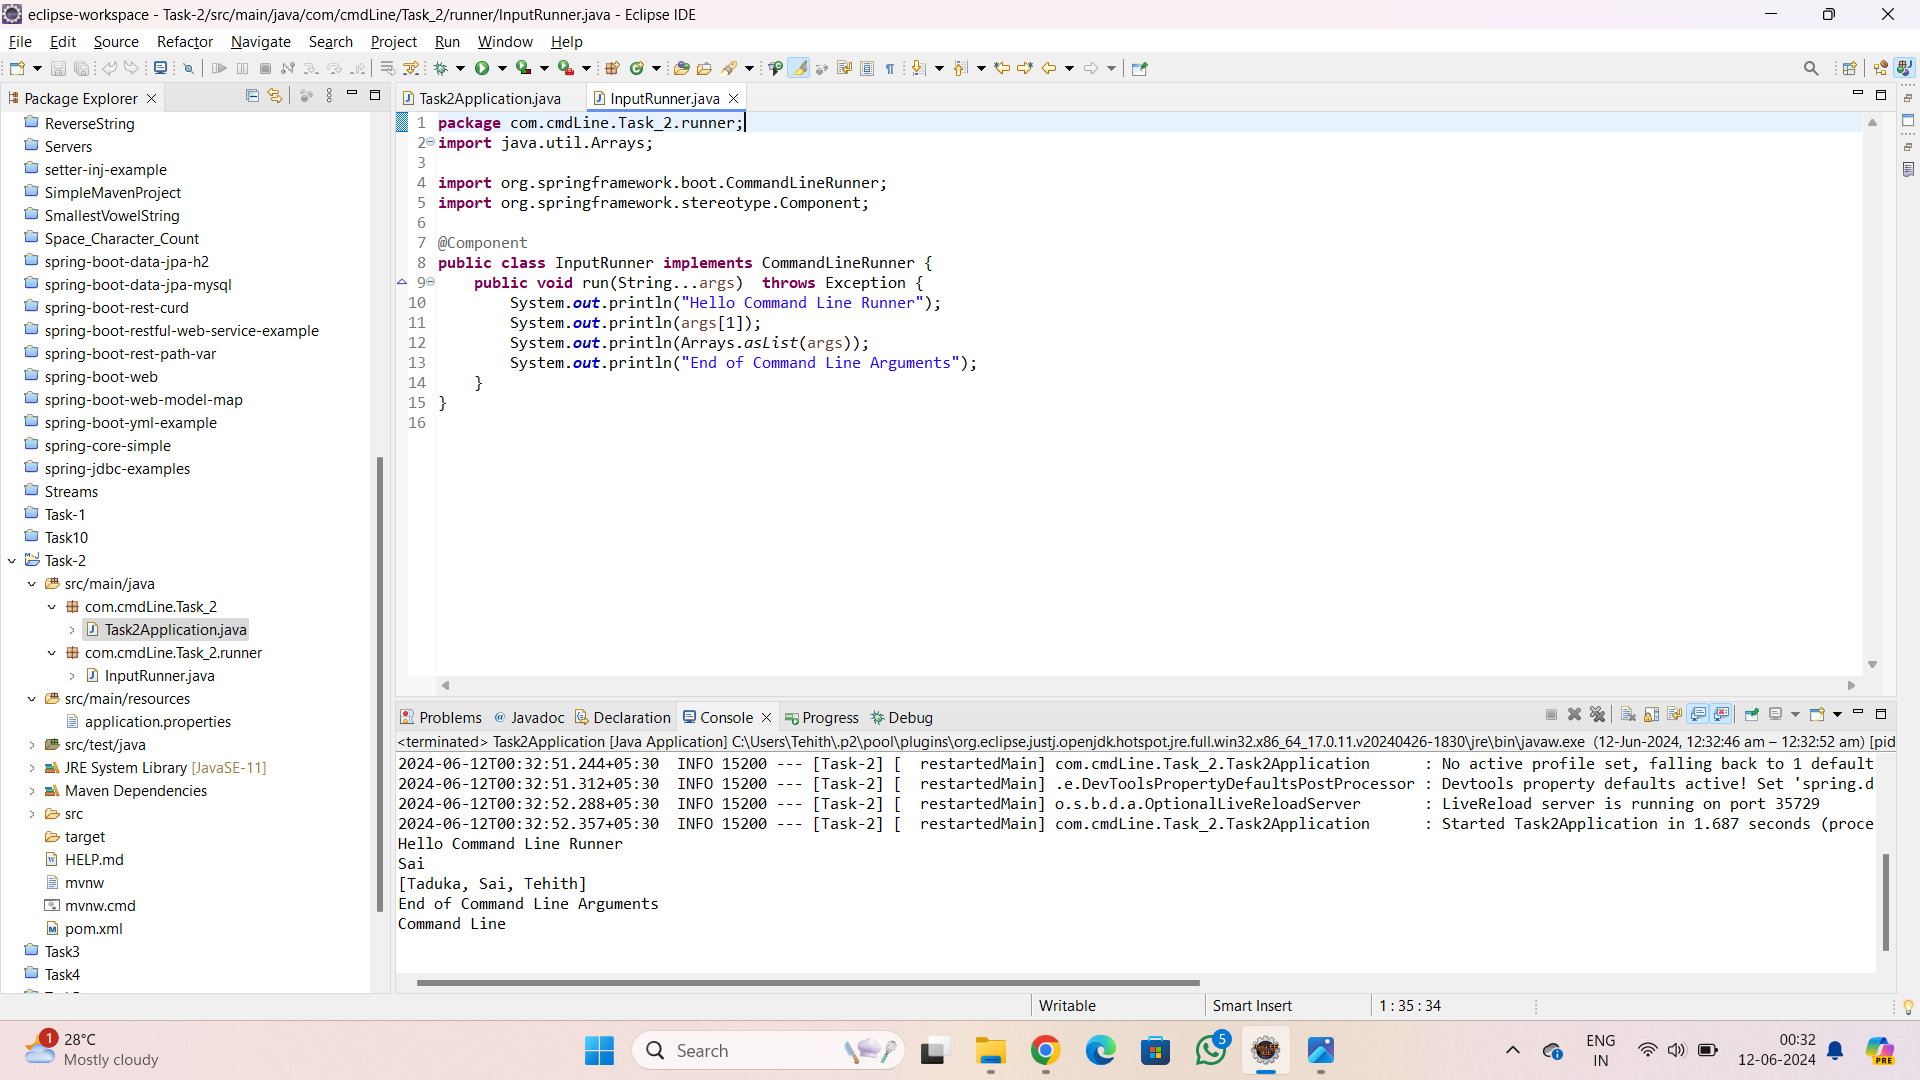 eclipse-workspace - Task-2/src/main/java/com/cmdLine/Task_2/runner/InputRunner.java - Eclipse IDE
File Edit Source Refactor Navigate Search Project Run Window Help
Package Explorer
ReverseString
Servers
setter-inj-example
SimpleMavenProject
SmallestVowelString
Space_Character_Count
spring-boot-data-jpa-h2
spring-boot-data-jpa-mysql
spring-boot-rest-curd
spring-boot-restful-web-service-example
spring-boot-rest-path-var
spring-boot-web
spring-boot-web-model-map
spring-boot-yml-example
spring-core-simple
spring-jdbc-examples
Streams
Task-1
Task10
Task-2
src/main/java
com.cmdLine.Task_2
Task2Application.java
com.cmdLine.Task_2.runner
InputRunner.java
src/main/resources
application.properties
src/test/java
JRE System Library [JavaSE-11]
Maven Dependencies
src
target
HELP.md
mvnw
mvnw.cmd
pom.xml
Task3
Task4
Task2Application.java InputRunner.java
1 package com.cmdLine.Task_2.runner;
2 import java.util.Arrays;
3
4 import org.springframework.boot.CommandLineRunner;
5 import org.springframework.stereotype.Component;
6
7 @Component
8 public class InputRunner implements CommandLineRunner {
9 public void run(String...args)  throws Exception {
10 System.out.println("Hello Command Line Runner");
11 System.out.println(args[1]);
12 System.out.println(Arrays.asList(args));
13 System.out.println("End of Command Line Arguments");
14 }
15 }
16
Problems Javadoc Declaration Console Progress Debug
<terminated> Task2Application [Java Application] C:\Users\Tehith\.p2\pool\plugins\org.eclipse.justj.openjdk.hotspot.jre.full.win32.x86_64_17.0.11.v20240426-1830\jre\bin\javaw.exe (12-Jun-2024, 12:32:46 am – 12:32:52 am) [pid
2024-06-12T00:32:51.244+05:30  INFO 15200 --- [Task-2] [  restartedMain] com.cmdLine.Task_2.Task2Application      : No active profile set, falling back to 1 default
2024-06-12T00:32:51.312+05:30  INFO 15200 --- [Task-2] [  restartedMain] .e.DevToolsPropertyDefaultsPostProcessor : Devtools property defaults active! Set 'spring.d
2024-06-12T00:32:52.288+05:30  INFO 15200 --- [Task-2] [  restartedMain] o.s.b.d.a.OptionalLiveReloadServer       : LiveReload server is running on port 35729
2024-06-12T00:32:52.357+05:30  INFO 15200 --- [Task-2] [  restartedMain] com.cmdLine.Task_2.Task2Application      : Started Task2Application in 1.687 seconds (proce
Hello Command Line Runner
Sai
[Taduka, Sai, Tehith]
End of Command Line Arguments
Command Line
Writable Smart Insert 1 : 35 : 34
1 28°C
Mostly cloudy
Search
5
ENG
IN
00:32
12-06-2024
PRE